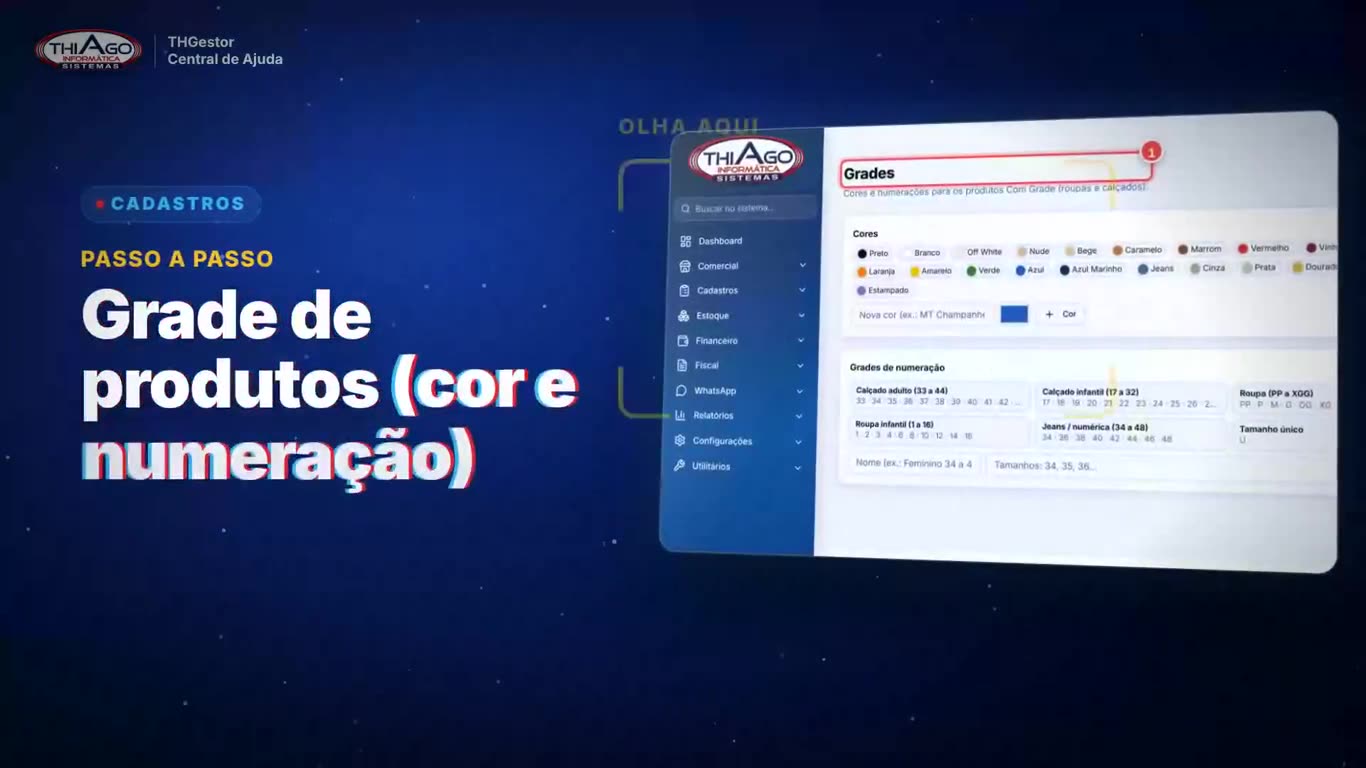 THIAGO
INFORMÁTICA
SISTEMAS
THGestor
Central de Ajuda
CADASTROS
PASSO A PASSO
Grade de
produtos (cor e
numeração)
OLHA AQUI
THIAGO
INFORMÁTICA
SISTEMAS
Buscar no sistema...
Dashboard
Comercial
Cadastros
Estoque
Financeiro
Fiscal
WhatsApp
Relatórios
Configurações
Utilitários
1
Grades
Cores e numerações para os produtos Com Grade (roupas e calçados).
Cores
Preto Branco Off White Nude Bege Caramelo Marrom Vermelho
Laranja Amarelo Verde Azul Azul Marinho Jeans Cinza Prata
Estampado
Nova cor (ex.: MT Champanhe
+ Cor
Grades de numeração
Calçado adulto (33 a 44)
33 · 34 · 35 · 36 · 37 · 38 · 39 · 40 · 41 · 42 · ...
Calçado infantil (17 a 32)
17 · 18 · 19 · 20 · 21 · 22 · 23 · 24 · 25 · 26 · 2...
Roupa (PP a XGG)
PP · P · M · G · GG · XG
Roupa infantil (1 a 16)
1 · 2 · 3 · 4 · 6 · 8 · 10 · 12 · 14 · 16
Jeans / numérica (34 a 48)
34 · 36 · 38 · 40 · 42 · 44 · 46 · 48
Tamanho único
U
Nome (ex.: Feminino 34 a 4
Tamanhos: 34, 35, 36...